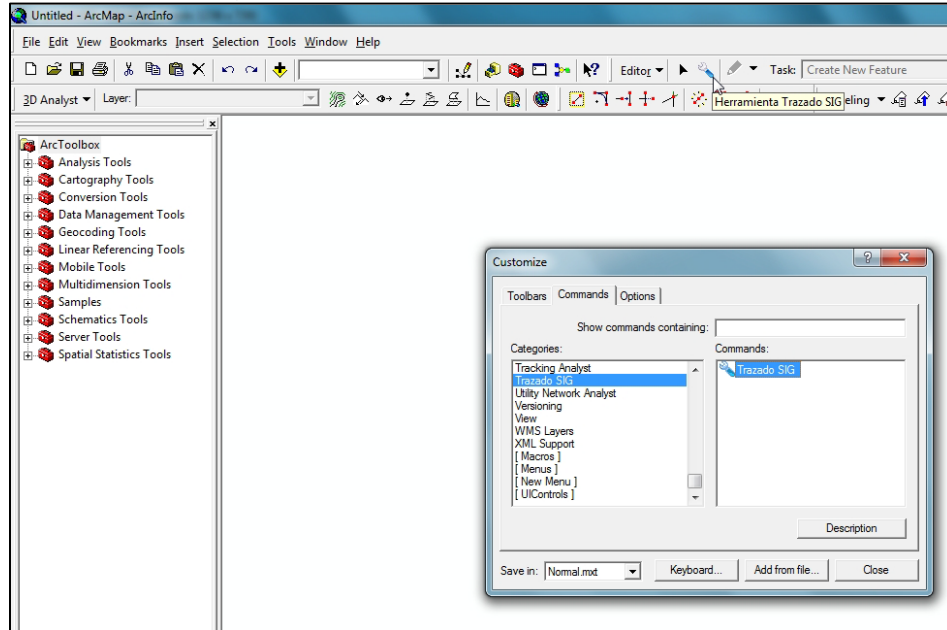 Untitled - ArcMap - ArcInfo
File Edit View Bookmarks Insert Selection Tools Window Help
Editor Task: Create New Feature
3D Analyst Layer:
Herramienta Trazado SIG
eling
ArcToolbox
Analysis Tools
Cartography Tools
Conversion Tools
Data Management Tools
Geocoding Tools
Linear Referencing Tools
Mobile Tools
Multidimension Tools
Samples
Schematics Tools
Server Tools
Spatial Statistics Tools
Customize
Toolbars Commands Options
Show commands containing:
Categories:
Tracking Analyst
Trazado SIG
Utility Network Analyst
Versioning
View
WMS Layers
XML Support
[ Macros ]
[ Menus ]
[ New Menu ]
[ UIControls ]
Commands:
Trazado SIG
Description
Save in: Normal.mxt Keyboard... Add from file... Close